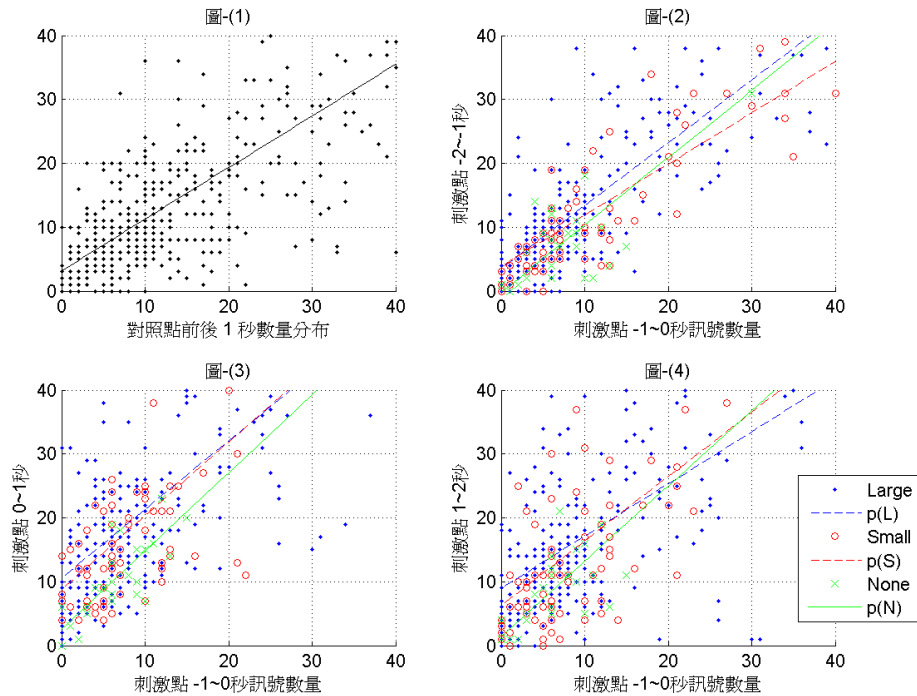 圖-(1)
40
30
20
10
0
0 10 20 30 40
對照點前後 1 秒數量分布
圖-(2)
刺激點 -2~-1秒
40
30
20
10
0
0 10 20 30 40
刺激點 -1~0秒訊號數量
圖-(3)
刺激點 0~1秒
40
30
20
10
0
0 10 20 30 40
刺激點 -1~0秒訊號數量
圖-(4)
刺激點 1~2秒
40
30
20
10
0
0 10 20 30 40
刺激點 -1~0秒訊號數量
Large
p(L)
Small
p(S)
None
p(N)